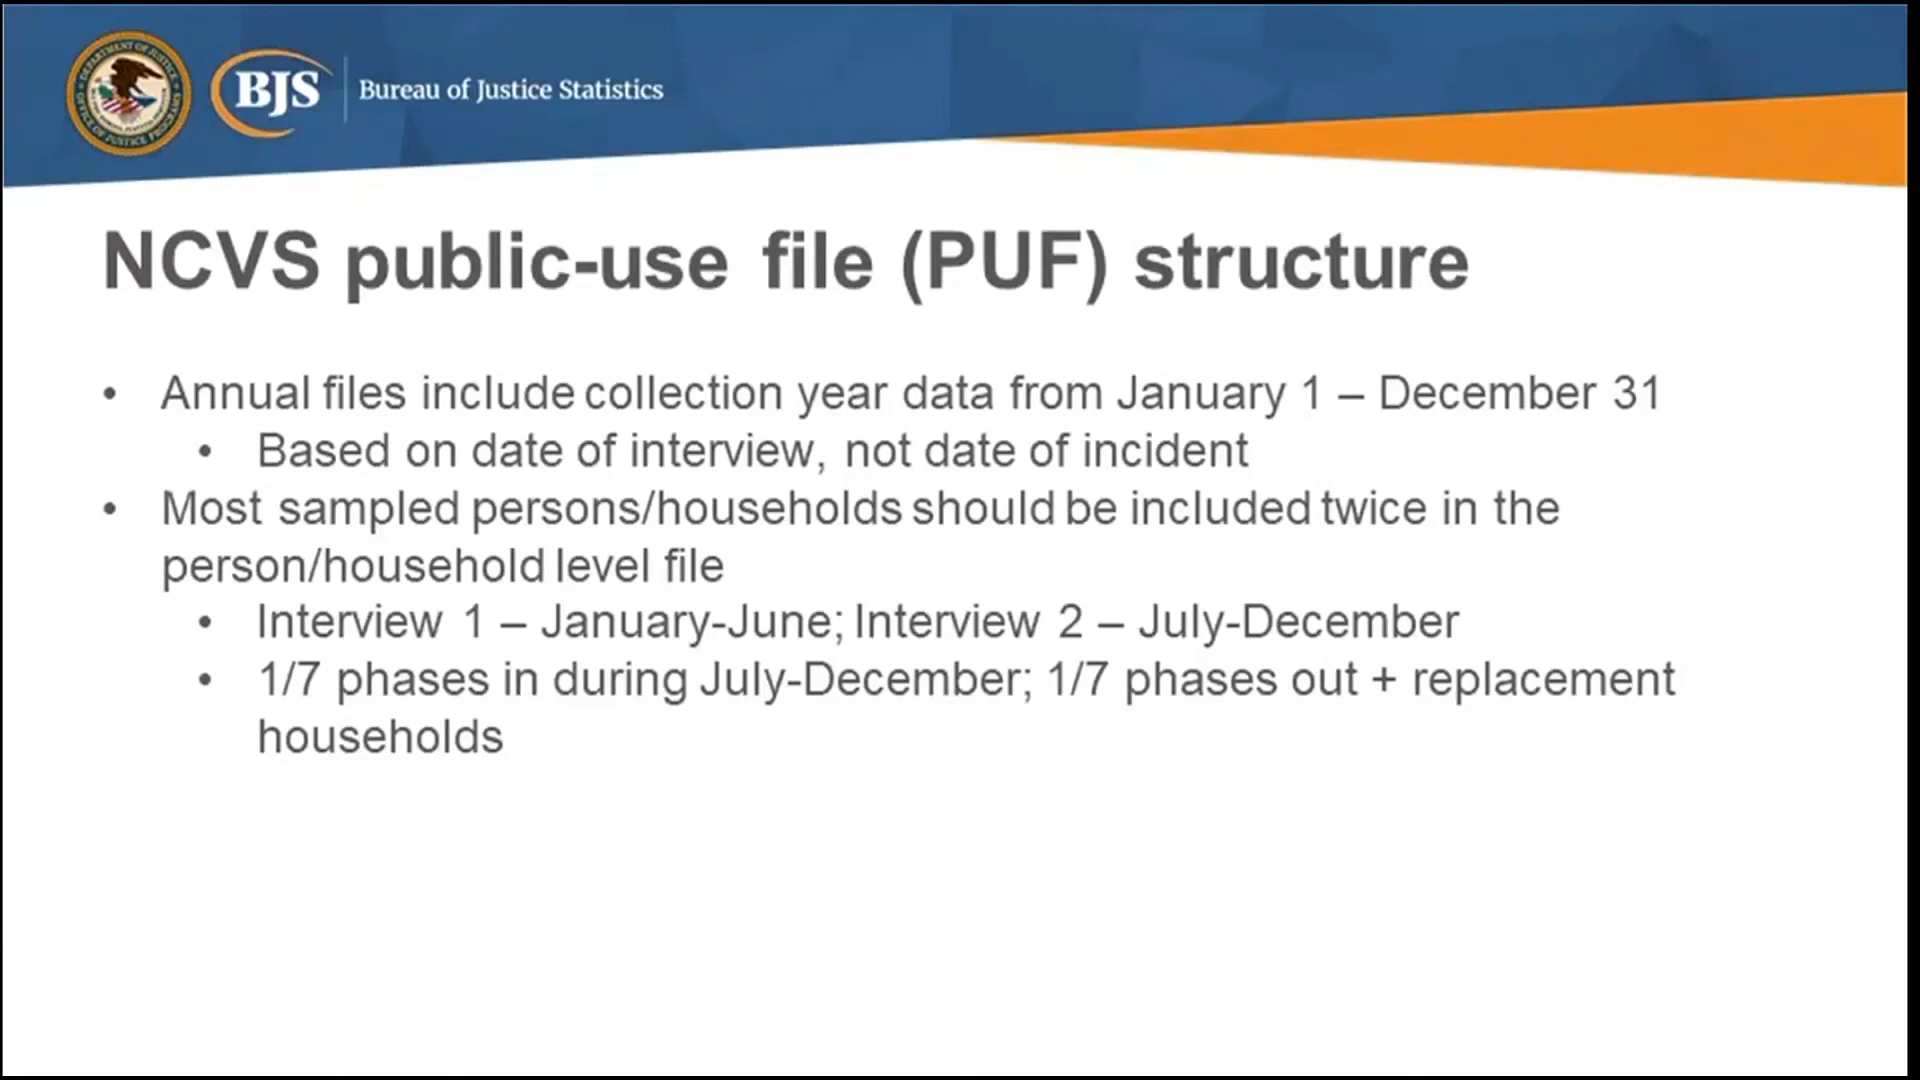 BJS
Bureau of Justice Statistics
NCVS public-use file (PUF) structure
• Annual files include collection year data from January 1 – December 31
• Based on date of interview, not date of incident
• Most sampled persons/households should be included twice in the
person/household level file
• Interview 1 – January-June; Interview 2 – July-December
• 1/7 phases in during July-December; 1/7 phases out + replacement
households